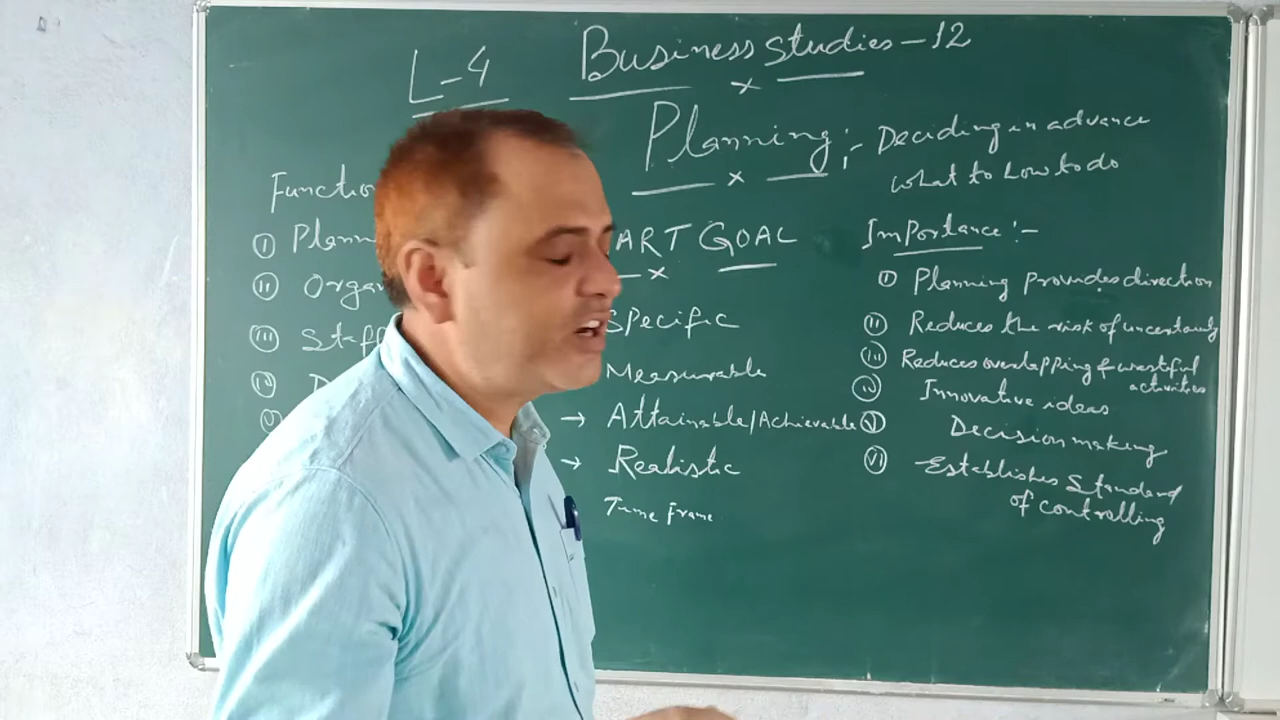 L-4 Business Studies-12
Planning:- Deciding in advance
what to how to do
Functio
I Plann
II Orga
III Staff
IV D
V
ART GOAL
Specific
Measurable
→ Attainable/Achievable
→ Realistic
Time frame
Importance:-
I Planning provides direction
II Reduces the risk of uncertainty
III Reduces overlapping & wastful
activities
IV Innovative ideas
V Decision making
VI Establishes Standard
of controlling